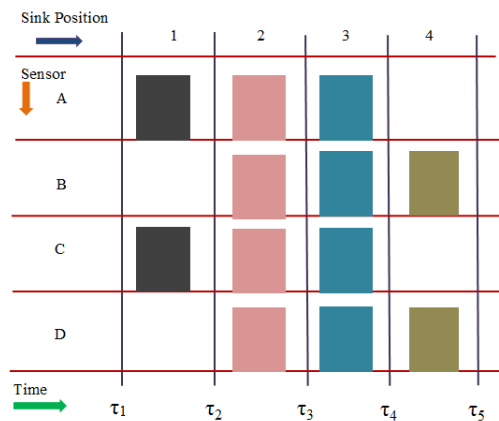 Sink Position
1 2 3 4
Sensor
A
B
C
D
Time
τ1 τ2 τ3 τ4 τ5